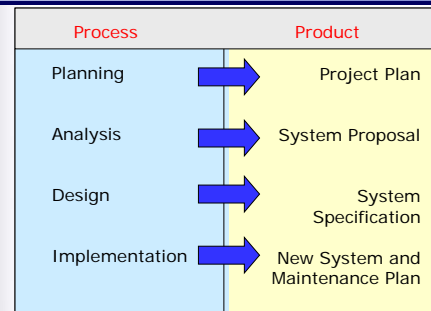 Process Product
Planning Project Plan
Analysis System Proposal
Design System
Specification
Implementation New System and
Maintenance Plan